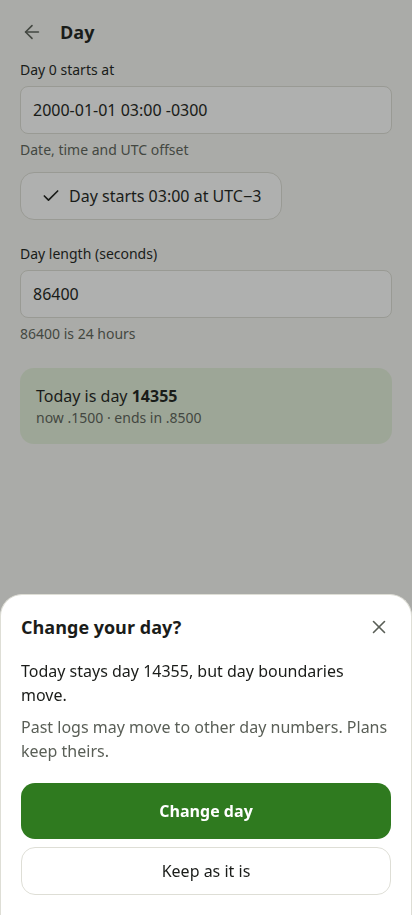 Day
Day 0 starts at
2000-01-01 03:00 -0300
Date, time and UTC offset
Day starts 03:00 at UTC−3
Day length (seconds)
86400
86400 is 24 hours
Today is day 14355
now .1500 · ends in .8500
Change your day?
Today stays day 14355, but day boundaries
move.
Past logs may move to other day numbers. Plans
keep theirs.
Change day
Keep as it is